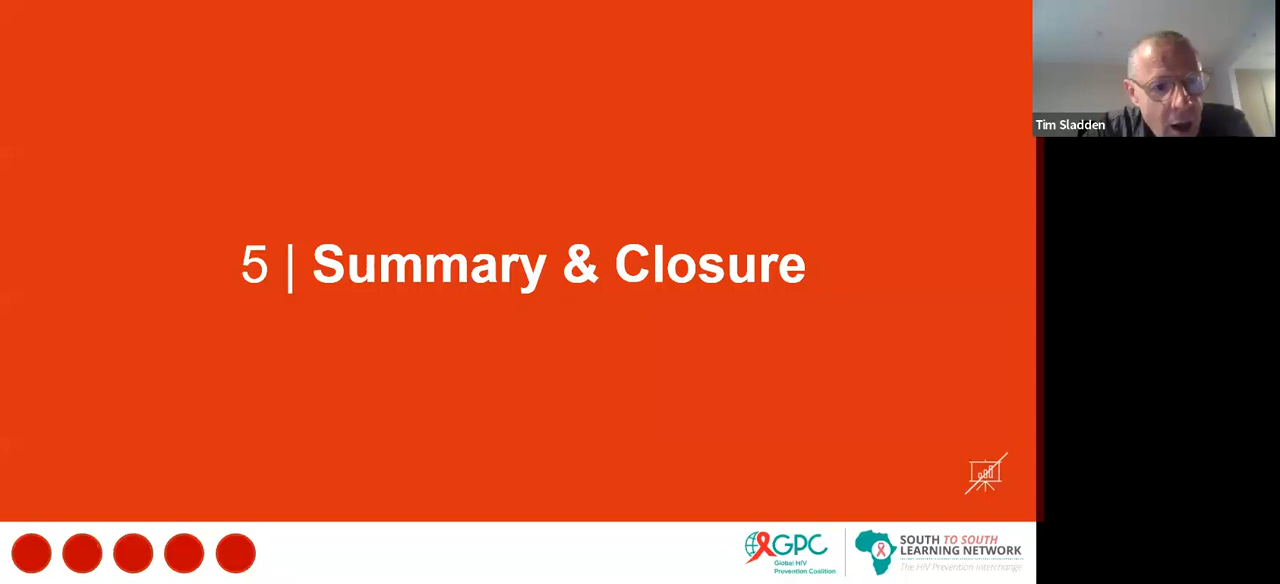 Tim Sladden
5 | Summary & Closure
GPC
Global HIV
Prevention Coalition
SOUTH TO SOUTH
LEARNING NETWORK
The HIV Prevention Interchange